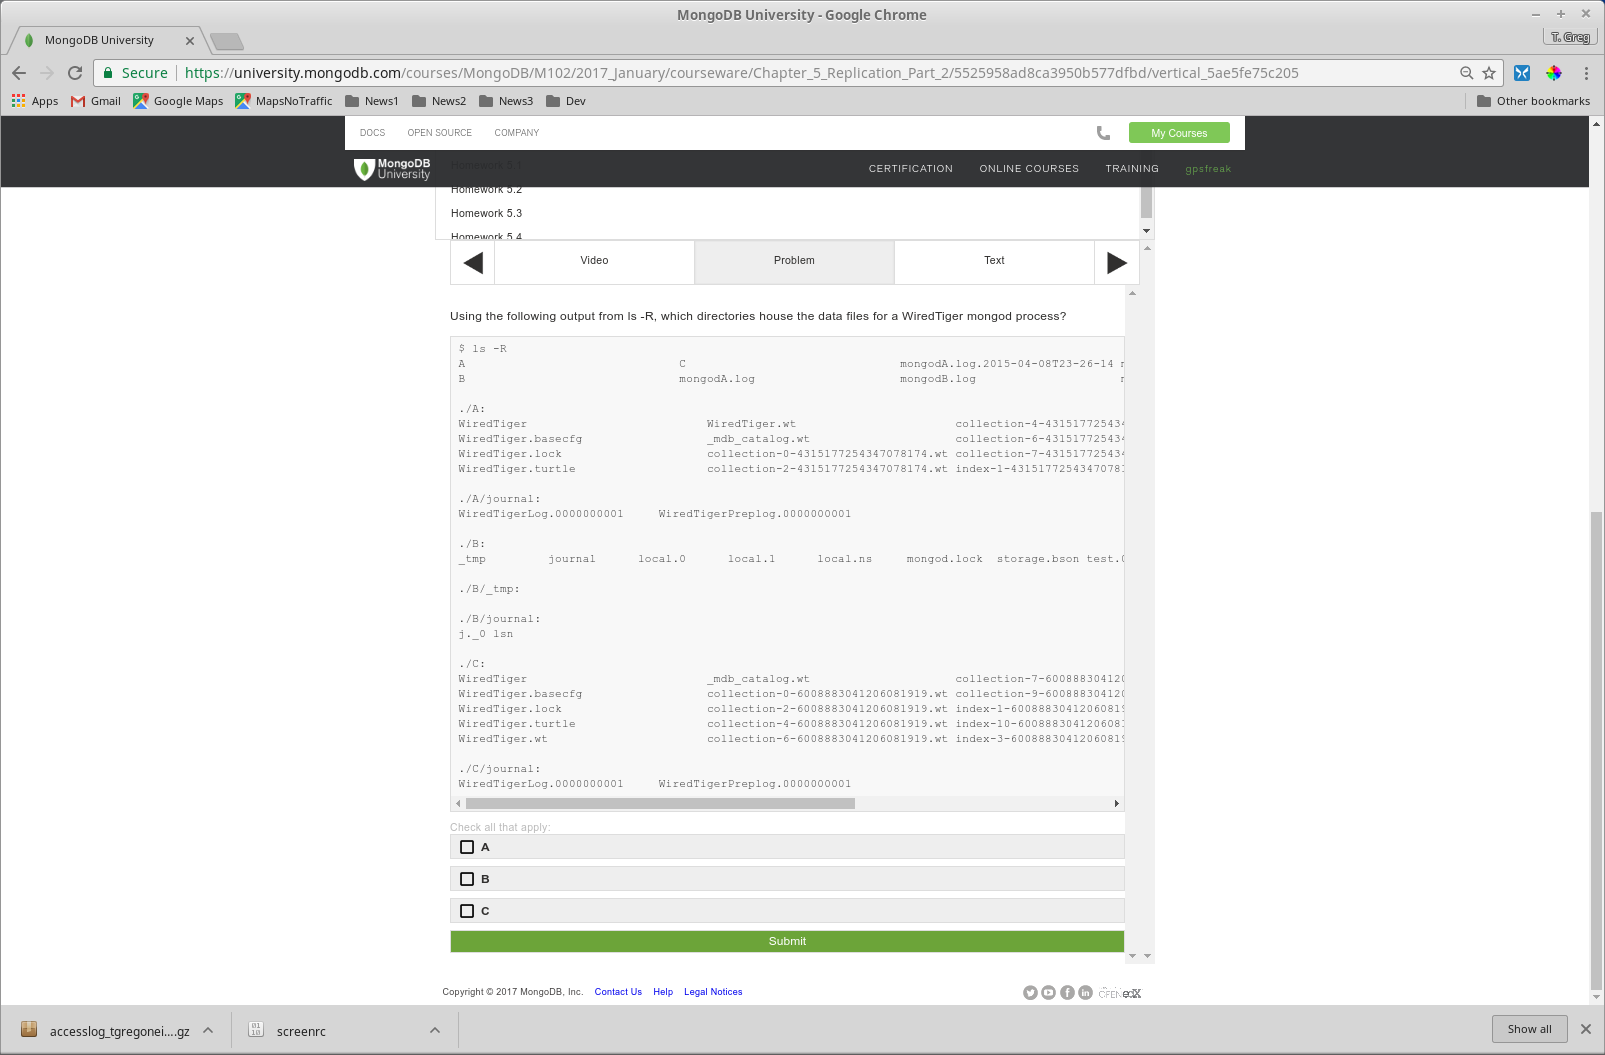 MongoDB University - Google Chrome
MongoDB University
T. Greg
Secure https://university.mongodb.com/courses/MongoDB/M102/2017_January/courseware/Chapter_5_Replication_Part_2/5525958ad8ca3950b577dfbd/vertical_5ae5fe75c205
Apps Gmail Google Maps MapsNoTraffic News1 News2 News3 Dev Other bookmarks
DOCS OPEN SOURCE COMPANY My Courses
MongoDB University CERTIFICATION ONLINE COURSES TRAINING gpsfreak
Homework 5.1
Homework 5.2
Homework 5.3
Homework 5.4
Video Problem Text
Using the following output from ls -R, which directories house the data files for a WiredTiger mongod process?
$ ls -R
A C mongodA.log.2015-04-08T23-26-14
B mongodA.log mongodB.log
./A:
WiredTiger WiredTiger.wt collection-4-431517725434
WiredTiger.basecfg _mdb_catalog.wt collection-6-431517725434
WiredTiger.lock collection-0-4315177254347078174.wt collection-7-431517725434
WiredTiger.turtle collection-2-4315177254347078174.wt index-1-43151772543470781
./A/journal:
WiredTigerLog.0000000001 WiredTigerPreplog.0000000001
./B:
_tmp journal local.0 local.1 local.ns mongod.lock storage.bson test.0
./B/_tmp:
./B/journal:
j._0 lsn
./C:
WiredTiger _mdb_catalog.wt collection-7-600888304120
WiredTiger.basecfg collection-0-6008883041206081919.wt collection-9-600888304120
WiredTiger.lock collection-2-6008883041206081919.wt index-1-60088830412060819
WiredTiger.turtle collection-4-6008883041206081919.wt index-10-6008883041206081
WiredTiger.wt collection-6-6008883041206081919.wt index-3-60088830412060819
./C/journal:
WiredTigerLog.0000000001 WiredTigerPreplog.0000000001
Check all that apply:
A
B
C
Submit
Copyright © 2017 MongoDB, Inc. Contact Us Help Legal Notices OPEN edX
accesslog_tgregonei....gz screenrc Show all